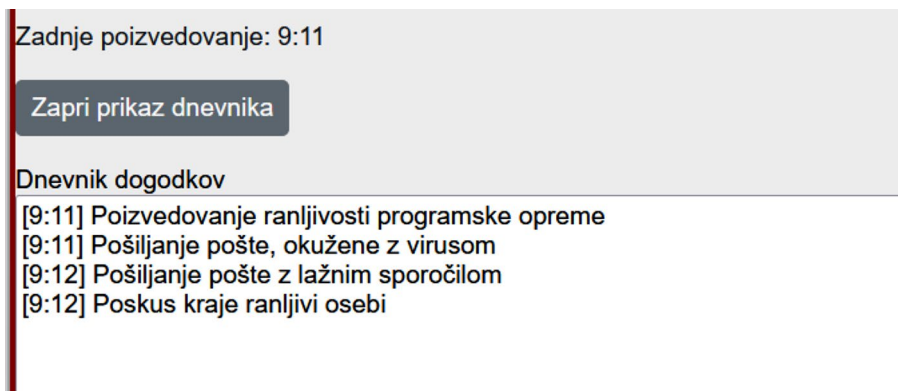 Zadnje poizvedovanje: 9:11
Zapri prikaz dnevnika
Dnevnik dogodkov
[9:11] Poizvedovanje ranljivosti programske opreme
[9:11] Pošiljanje pošte, okužene z virusom
[9:12] Pošiljanje pošte z lažnim sporočilom
[9:12] Poskus kraje ranljivi osebi